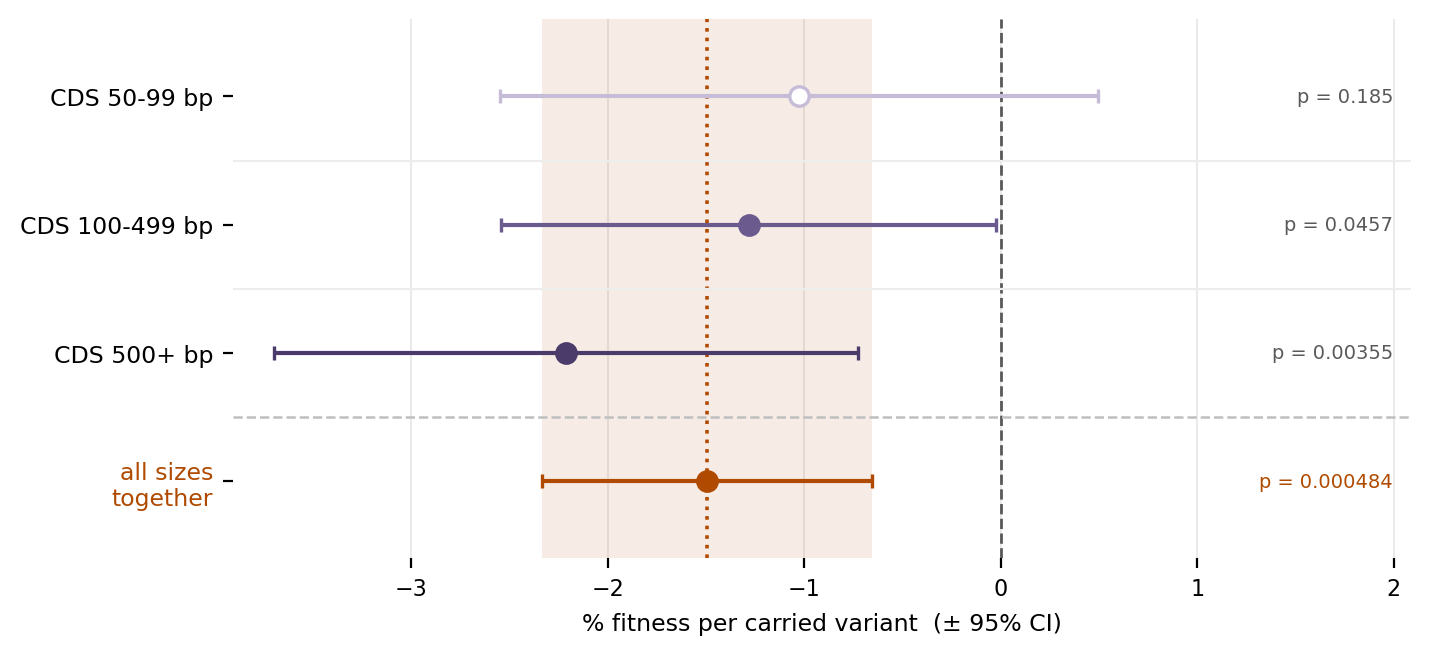 CDS 50-99 bp
p = 0.185
CDS 100-499 bp
p = 0.0457
CDS 500+ bp
p = 0.00355
all sizes
together
p = 0.000484
−3
−2
−1
0
1
2
% fitness per carried variant (± 95% CI)